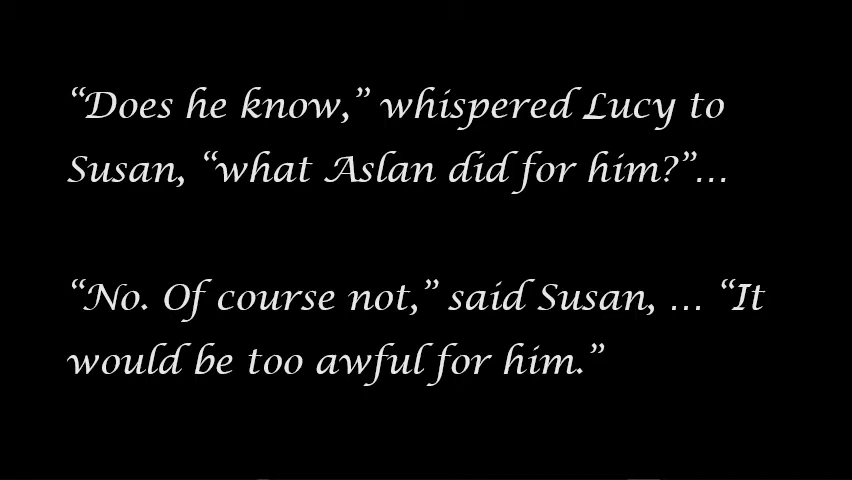 “Does he know,” whispered Lucy to
Susan, “what Aslan did for him?”…
“No. Of course not,” said Susan, … “It
would be too awful for him.”